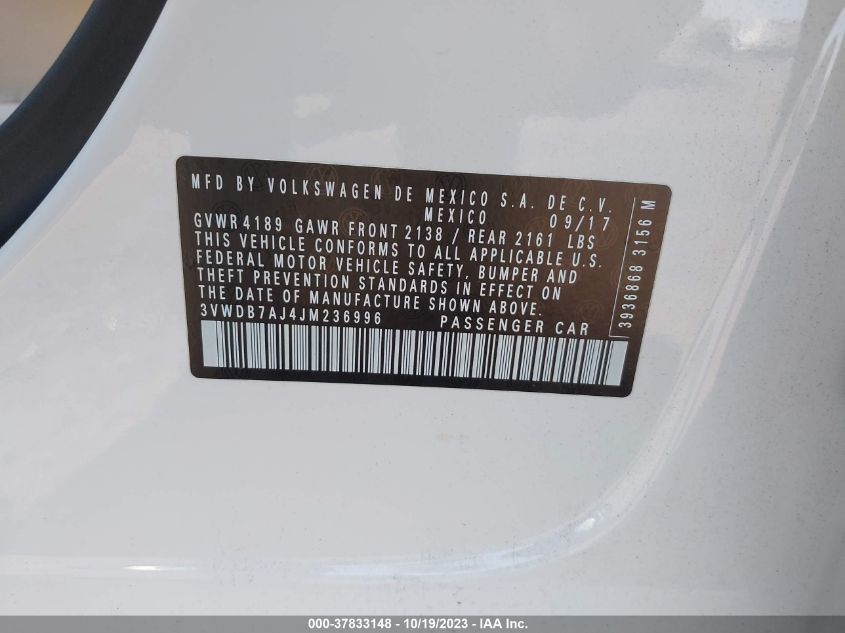 MFD BY VOLKSWAGEN DE MEXICO S.A. DE C.V.
MEXICO 09/17
GVWR 4189 GAWR FRONT 2138 / REAR 2161 LBS
THIS VEHICLE CONFORMS TO ALL APPLICABLE U.S.
FEDERAL MOTOR VEHICLE SAFETY, BUMPER AND
THEFT PREVENTION STANDARDS IN EFFECT ON
THE DATE OF MANUFACTURE SHOWN ABOVE.
3VWDB7AJ4JM236996 PASSENGER CAR
3936868 3156 M
000-37833148 - 10/19/2023 - IAA Inc.